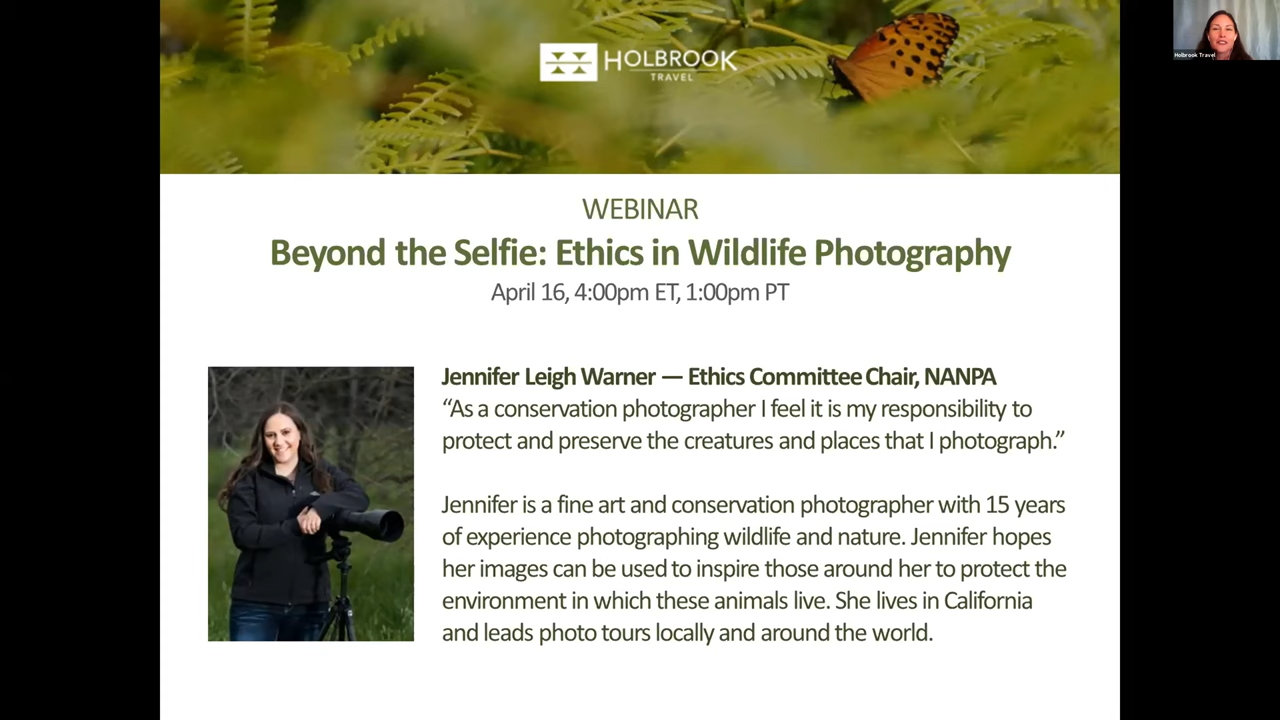 HOLBROOK
TRAVEL
Holbrook Travel
WEBINAR
Beyond the Selfie: Ethics in Wildlife Photography
April 16, 4:00pm ET, 1:00pm PT
Jennifer Leigh Warner — Ethics Committee Chair, NANPA
“As a conservation photographer I feel it is my responsibility to
protect and preserve the creatures and places that I photograph.”
Jennifer is a fine art and conservation photographer with 15 years
of experience photographing wildlife and nature. Jennifer hopes
her images can be used to inspire those around her to protect the
environment in which these animals live. She lives in California
and leads photo tours locally and around the world.